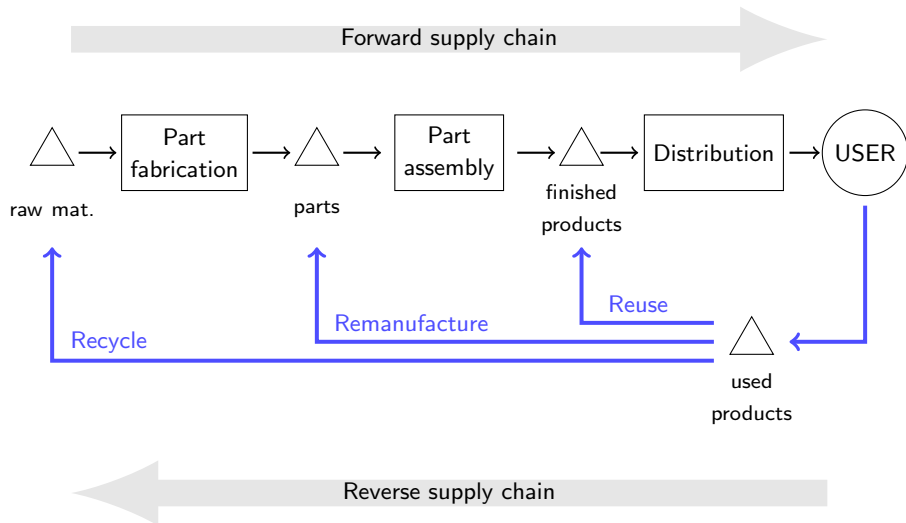 Forward supply chain
Part
fabrication
Part
assembly
Distribution
USER
raw mat.
parts
finished
products
Reuse
Remanufacture
Recycle
used
products
Reverse supply chain